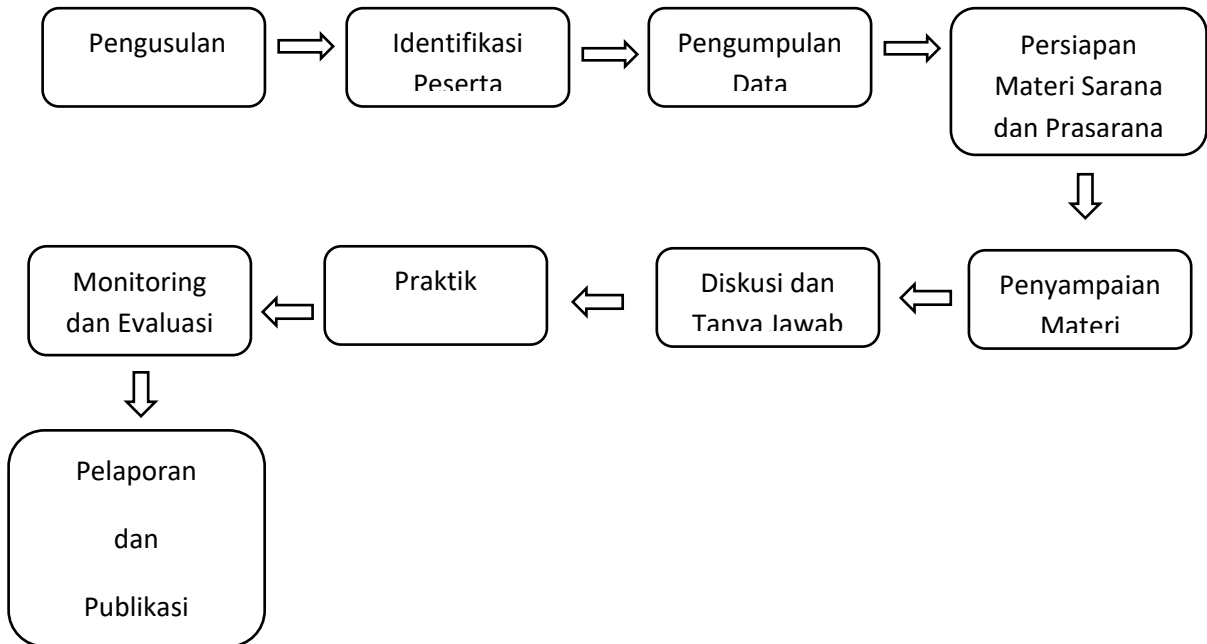 Pengusulan
Identifikasi
Peserta
Pengumpulan
Data
Persiapan
Materi Sarana
dan Prasarana
Penyampaian
Materi
Diskusi dan
Tanya Jawab
Praktik
Monitoring
dan Evaluasi
Pelaporan
dan
Publikasi